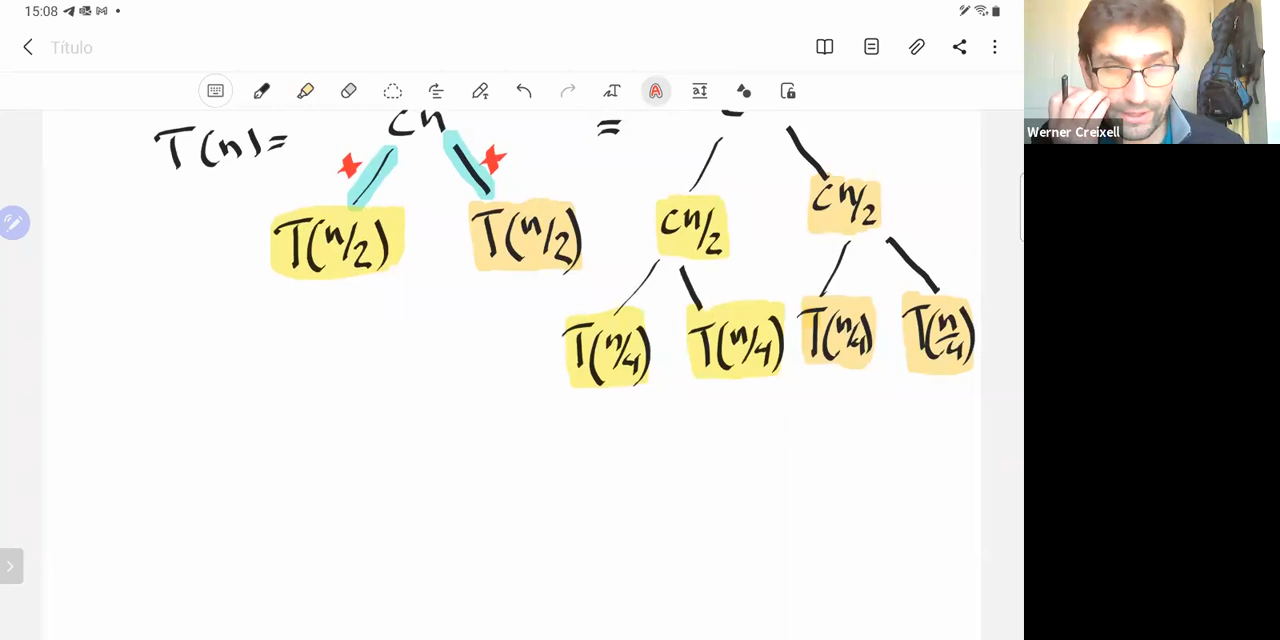 15:08
Título
Werner Creixell
T(n)=
cn
=
T(n/2) T(n/2)
cn/2 cn/2
T(n/4) T(n/4) T(n/4) T(n/4)